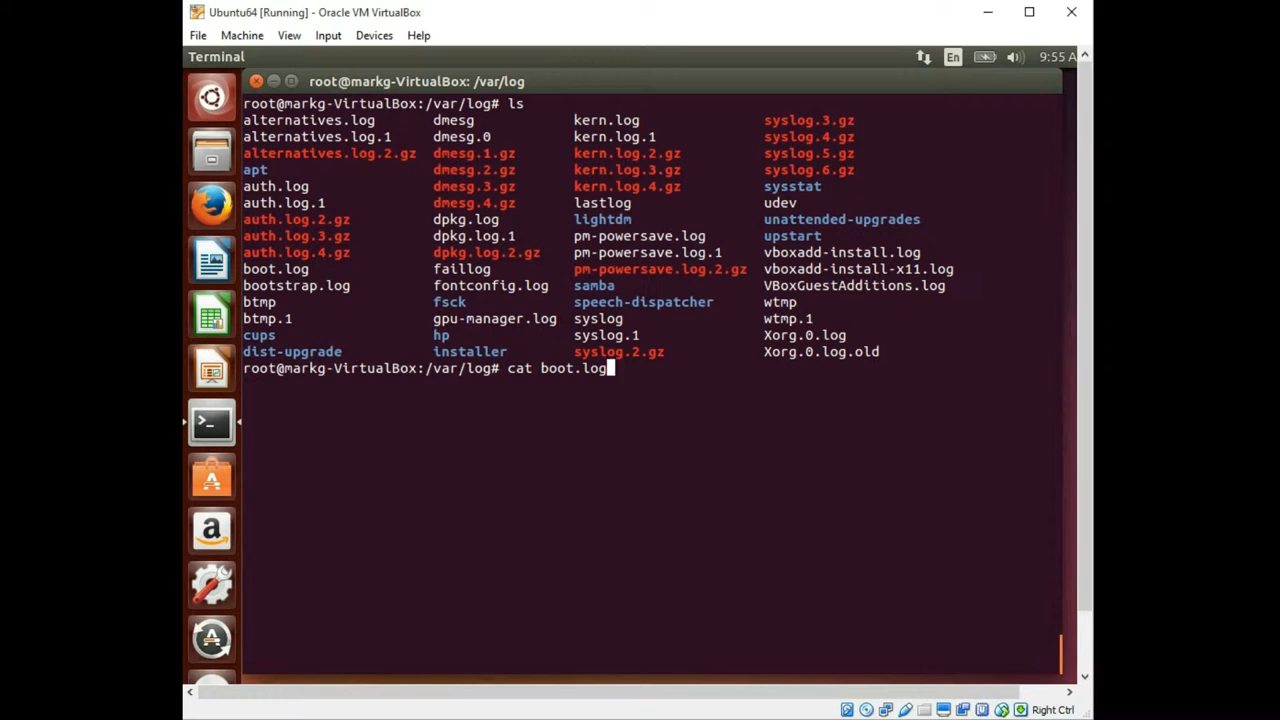 Ubuntu64 [Running] - Oracle VM VirtualBox
File Machine View Input Devices Help
Terminal En 9:55 A
root@markg-VirtualBox: /var/log
root@markg-VirtualBox:/var/log# ls
alternatives.log dmesg kern.log syslog.3.gz
alternatives.log.1 dmesg.0 kern.log.1 syslog.4.gz
alternatives.log.2.gz dmesg.1.gz kern.log.2.gz syslog.5.gz
apt dmesg.2.gz kern.log.3.gz syslog.6.gz
auth.log dmesg.3.gz kern.log.4.gz sysstat
auth.log.1 dmesg.4.gz lastlog udev
auth.log.2.gz dpkg.log lightdm unattended-upgrades
auth.log.3.gz dpkg.log.1 pm-powersave.log upstart
auth.log.4.gz dpkg.log.2.gz pm-powersave.log.1 vboxadd-install.log
boot.log faillog pm-powersave.log.2.gz vboxadd-install-x11.log
bootstrap.log fontconfig.log samba VBoxGuestAdditions.log
btmp fsck speech-dispatcher wtmp
btmp.1 gpu-manager.log syslog wtmp.1
cups hp syslog.1 Xorg.0.log
dist-upgrade installer syslog.2.gz Xorg.0.log.old
root@markg-VirtualBox:/var/log# cat boot.log
Right Ctrl